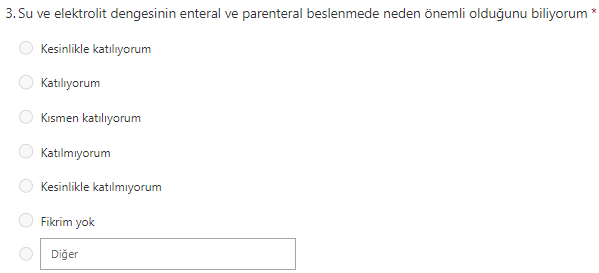 3. Su ve elektrolit dengesinin enteral ve parenteral beslenmede neden önemli olduğunu biliyorum *
Kesinlikle katılıyorum
Katılıyorum
Kısmen katılıyorum
Katılmıyorum
Kesinlikle katılmıyorum
Fikrim yok
Diğer